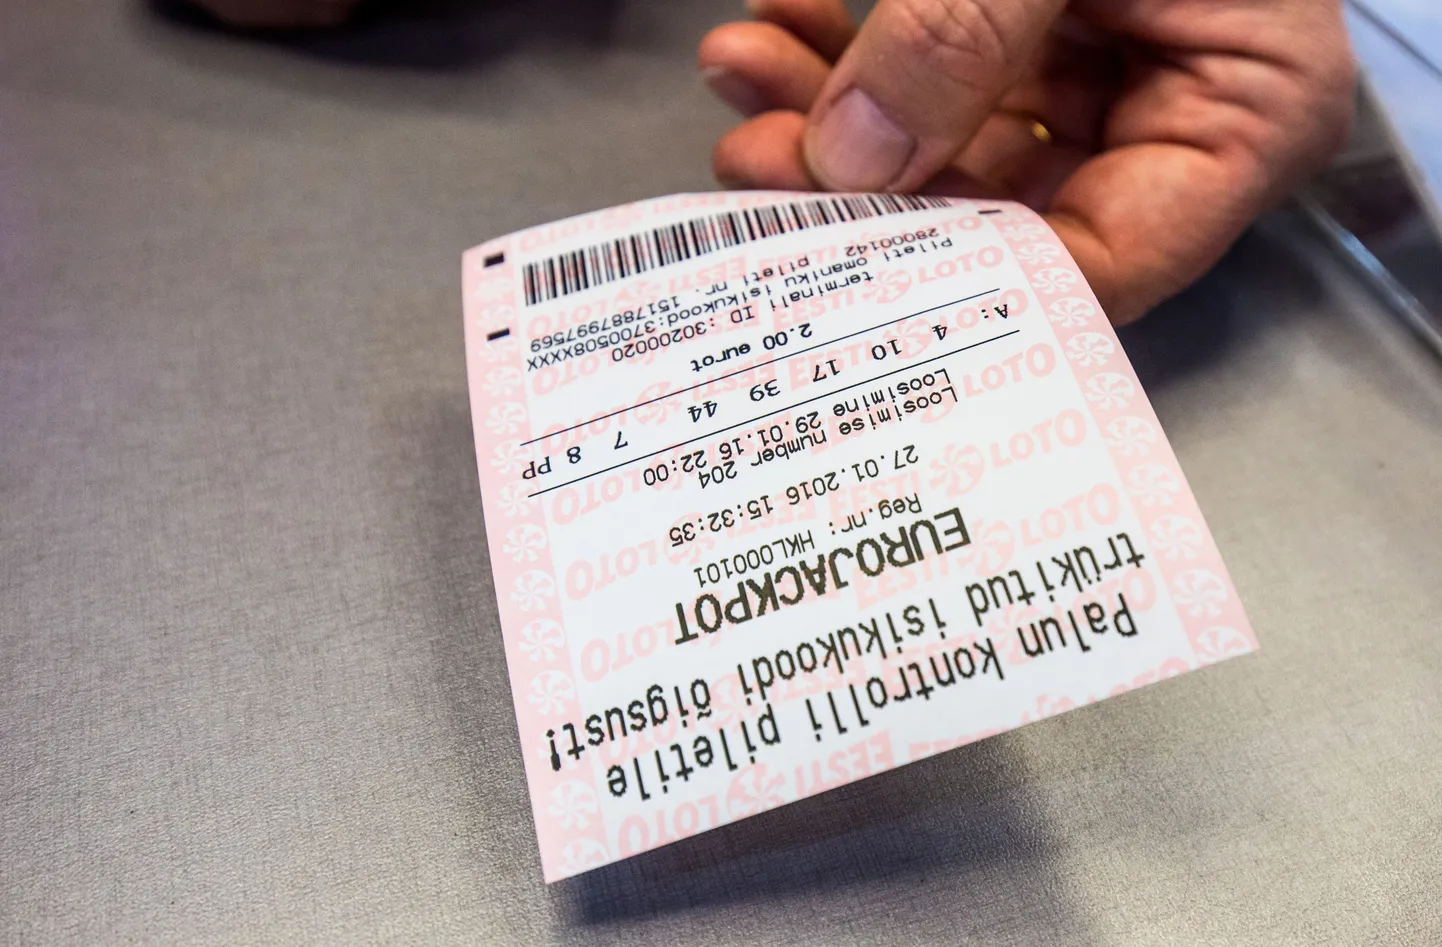 Palun kontrolli piletile
trükitud isikukoodi õigsust!
EUROJACKPOT
Reg.nr: HKL000101
27.01.2016 15:32:35
Loosimise number 204
Loosimine 29.01.16 22:00
A: 4 10 17 39 44 7 8 PP
2.00 eurot
terminali ID :30200020
Pileti omaniku isikukood:3700508XXXX
pileti nr. 1517887997569
28000142
EESTI LOTO